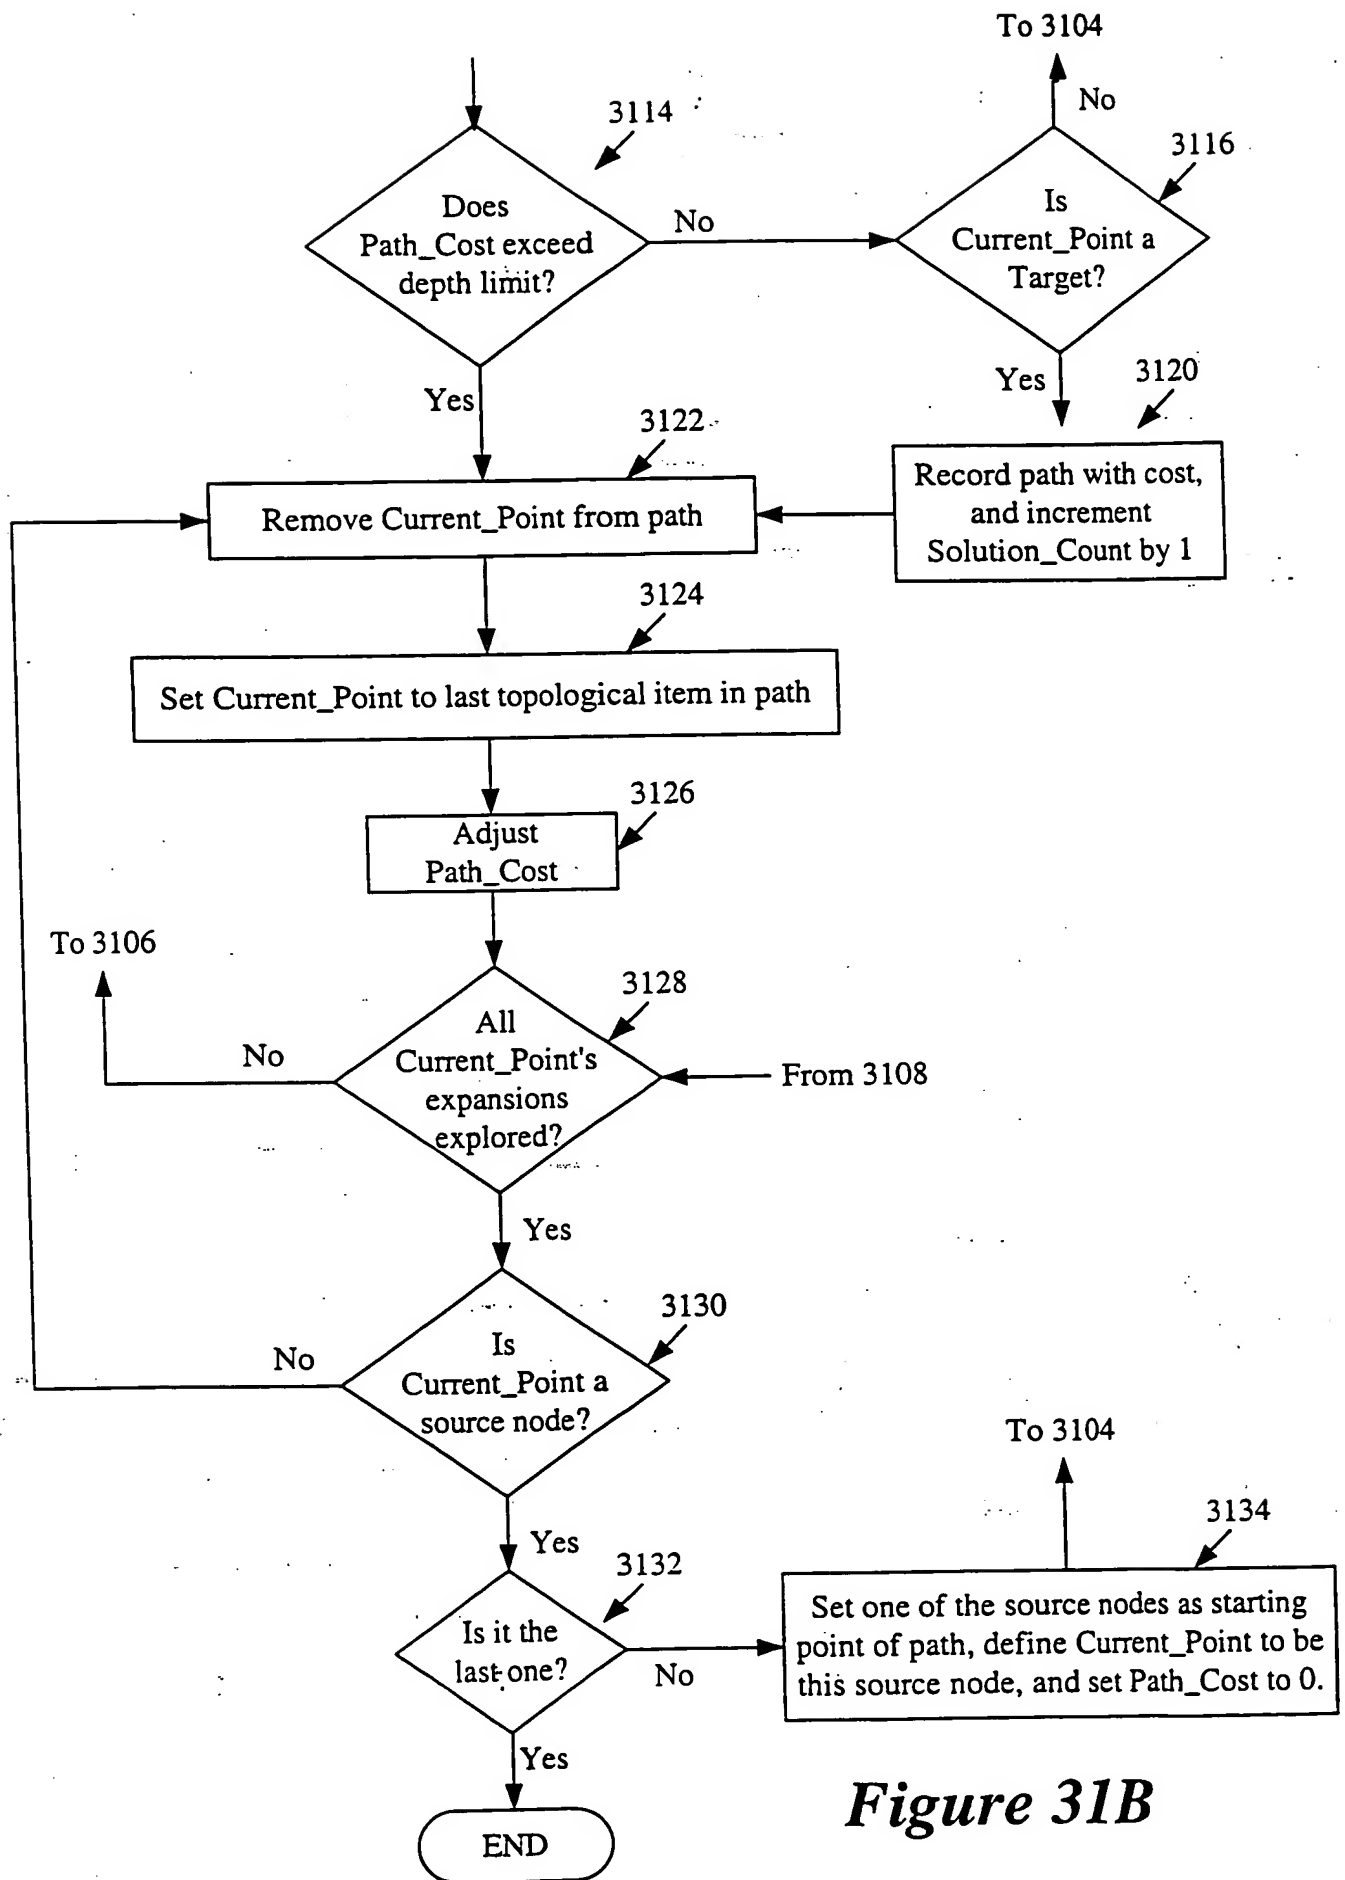 To 3104
No
3114
3116
Does
Path_Cost exceed
depth limit?
No
Is
Current_Point a
Target?
Yes
Yes
3120
3122
Record path with cost,
and increment
Solution_Count by 1
Remove Current_Point from path
3124
Set Current_Point to last topological item in path
3126
Adjust
Path_Cost
To 3106
3128
All
Current_Point's
expansions
explored?
No
From 3108
Yes
3130
Is
Current_Point a
source node?
No
To 3104
3134
Yes
3132
Is it the
last one?
No
Set one of the source nodes as starting
point of path, define Current_Point to be
this source node, and set Path_Cost to 0.
Yes
END
Figure 31B